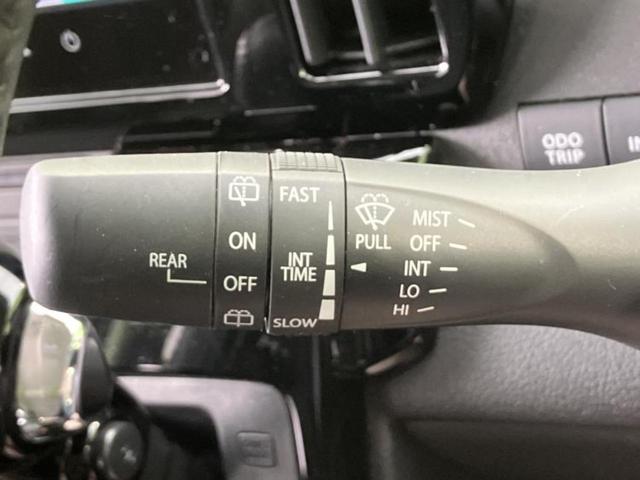 ODO
TRIP
REAR
ON
OFF
FAST
INT
TIME
SLOW
PULL
MIST
OFF
INT
LO
HI